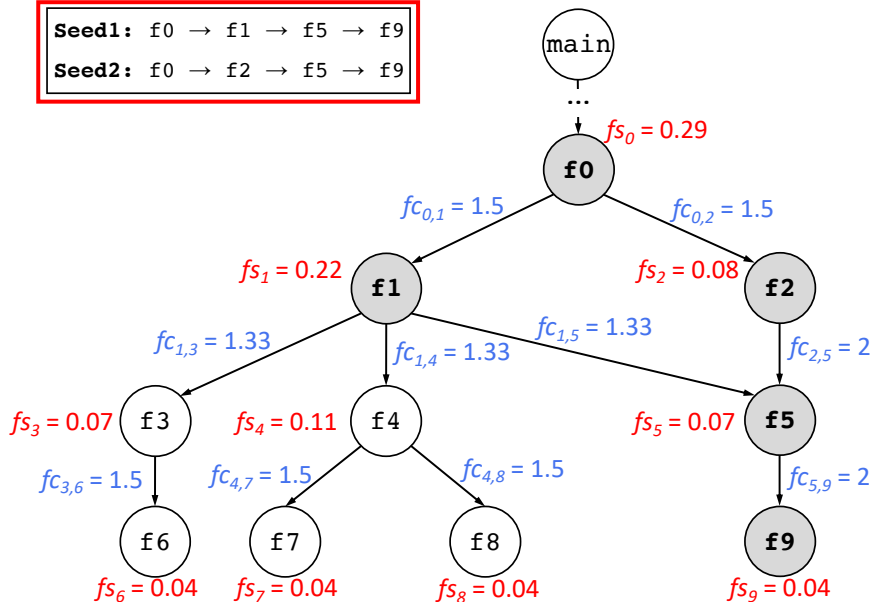 Seed1: f0 → f1 → f5 → f9
Seed2: f0 → f2 → f5 → f9
main
...
fs0 = 0.29
f0
fc0,1 = 1.5
fc0,2 = 1.5
fs1 = 0.22
f1
fs2 = 0.08
f2
fc1,3 = 1.33
fc1,4 = 1.33
fc1,5 = 1.33
fc2,5 = 2
fs3 = 0.07
f3
fs4 = 0.11
f4
fs5 = 0.07
f5
fc3,6 = 1.5
fc4,7 = 1.5
fc4,8 = 1.5
fc5,9 = 2
f6
f7
f8
f9
fs6 = 0.04
fs7 = 0.04
fs8 = 0.04
fs9 = 0.04